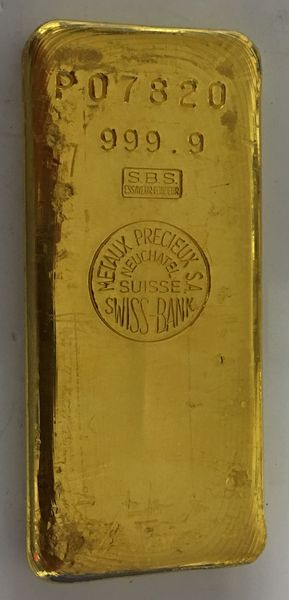 P07820
999.9
S.B.S.
ESSAYEUR FONDEUR
METAUX PRECIEUX S.A.
NEUCHATEL
SUISSE
SWISS-BANK